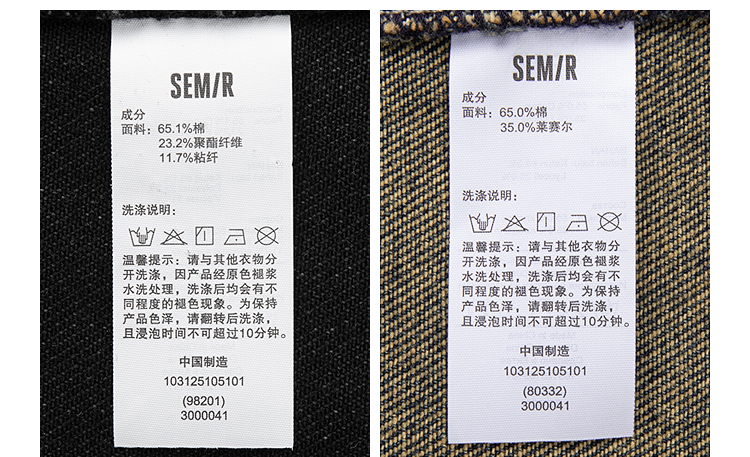 SEMIR
成分
面料：65.1%棉
23.2%聚酯纤维
11.7%粘纤
洗涤说明：
温馨提示：请与其他衣物分
开洗涤，因产品经原色褪浆
水洗处理，洗涤后均会有不
同程度的褪色现象。为保持
产品色泽，请翻转后洗涤，
且浸泡时间不可超过10分钟。
中国制造
103125105101
(98201)
3000041
SEMIR
成分
面料：65.0%棉
35.0%莱赛尔
洗涤说明：
温馨提示：请与其他衣物分
开洗涤，因产品经原色褪浆
水洗处理，洗涤后均会有不
同程度的褪色现象。为保持
产品色泽，请翻转后洗涤，
且浸泡时间不可超过10分钟。
中国制造
103125105101
(80332)
3000041